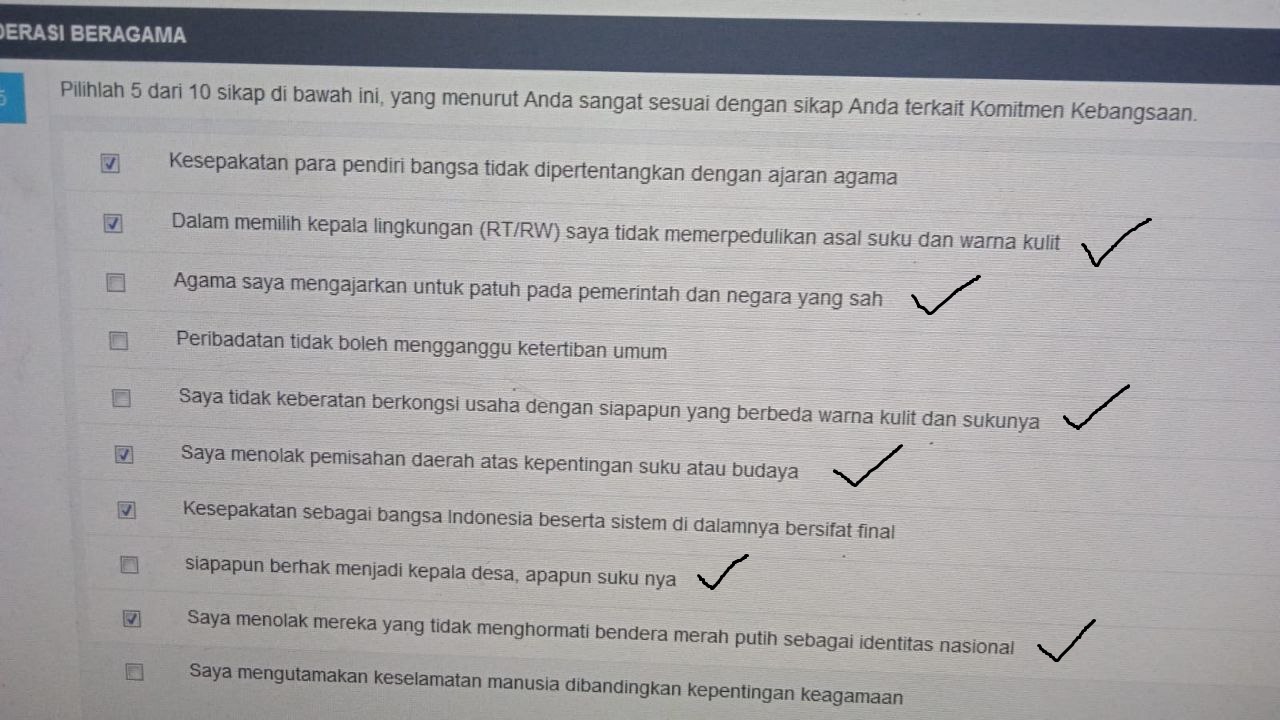 DERASI BERAGAMA
Pilihlah 5 dari 10 sikap di bawah ini, yang menurut Anda sangat sesuai dengan sikap Anda terkait Komitmen Kebangsaan.
Kesepakatan para pendiri bangsa tidak dipertentangkan dengan ajaran agama
Dalam memilih kepala lingkungan (RT/RW) saya tidak memerpedulikan asal suku dan warna kulit
Agama saya mengajarkan untuk patuh pada pemerintah dan negara yang sah
Peribadatan tidak boleh mengganggu ketertiban umum
Saya tidak keberatan berkongsi usaha dengan siapapun yang berbeda warna kulit dan sukunya
Saya menolak pemisahan daerah atas kepentingan suku atau budaya
Kesepakatan sebagai bangsa Indonesia beserta sistem di dalamnya bersifat final
siapapun berhak menjadi kepala desa, apapun suku nya
Saya menolak mereka yang tidak menghormati bendera merah putih sebagai identitas nasional
Saya mengutamakan keselamatan manusia dibandingkan kepentingan keagamaan